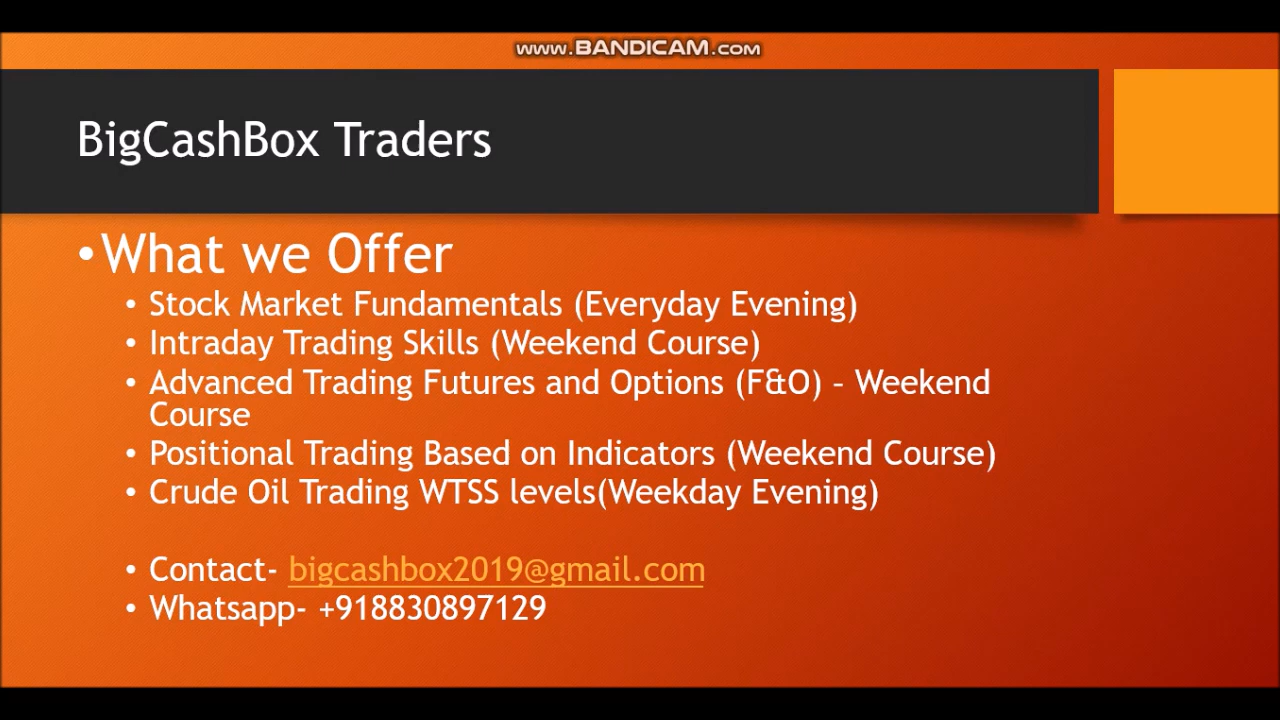 www.BANDICAM.com
BigCashBox Traders
•What we Offer
• Stock Market Fundamentals (Everyday Evening)
• Intraday Trading Skills (Weekend Course)
• Advanced Trading Futures and Options (F&O) – Weekend
Course
• Positional Trading Based on Indicators (Weekend Course)
• Crude Oil Trading WTSS levels(Weekday Evening)
• Contact- bigcashbox2019@gmail.com
• Whatsapp- +918830897129